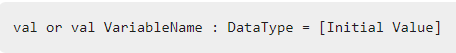 val or val VariableName : DataType = [Initial Value]